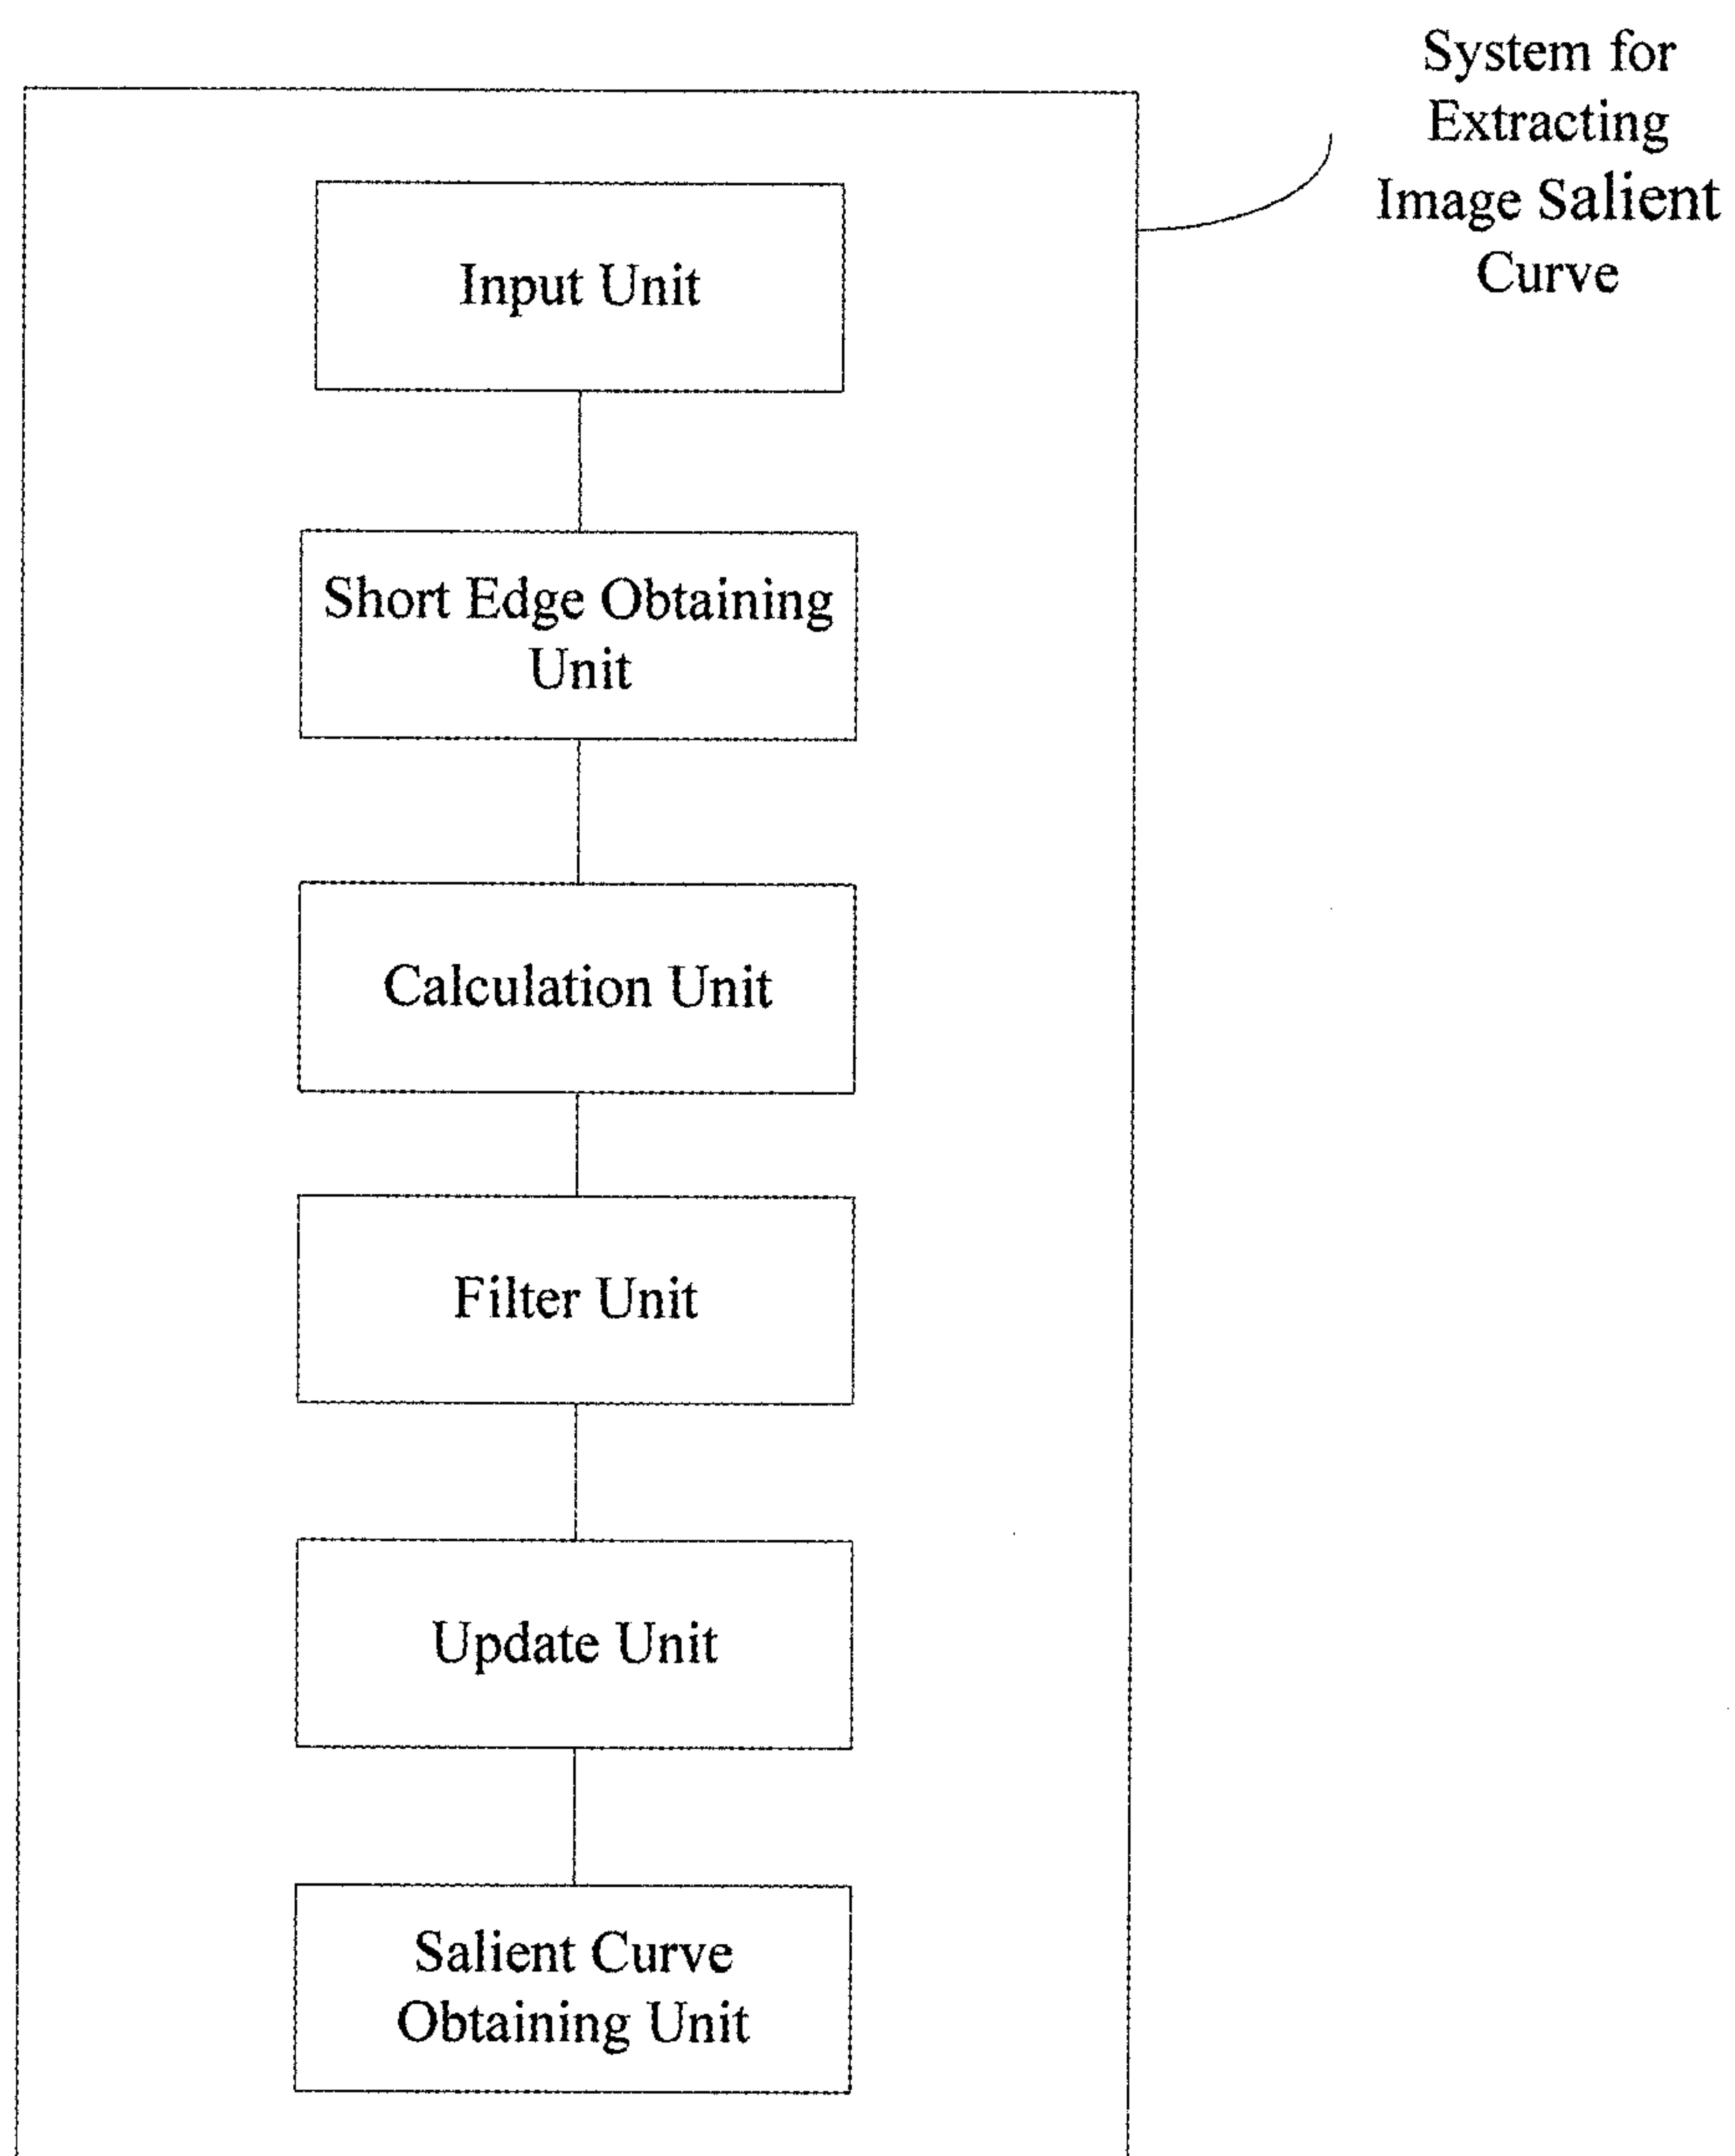 System for
Extracting
Image Salient
Curve
Input Unit
Short Edge Obtaining
Unit
Calculation Unit
Filter Unit
Update Unit
Salient Curve
Obtaining Unit